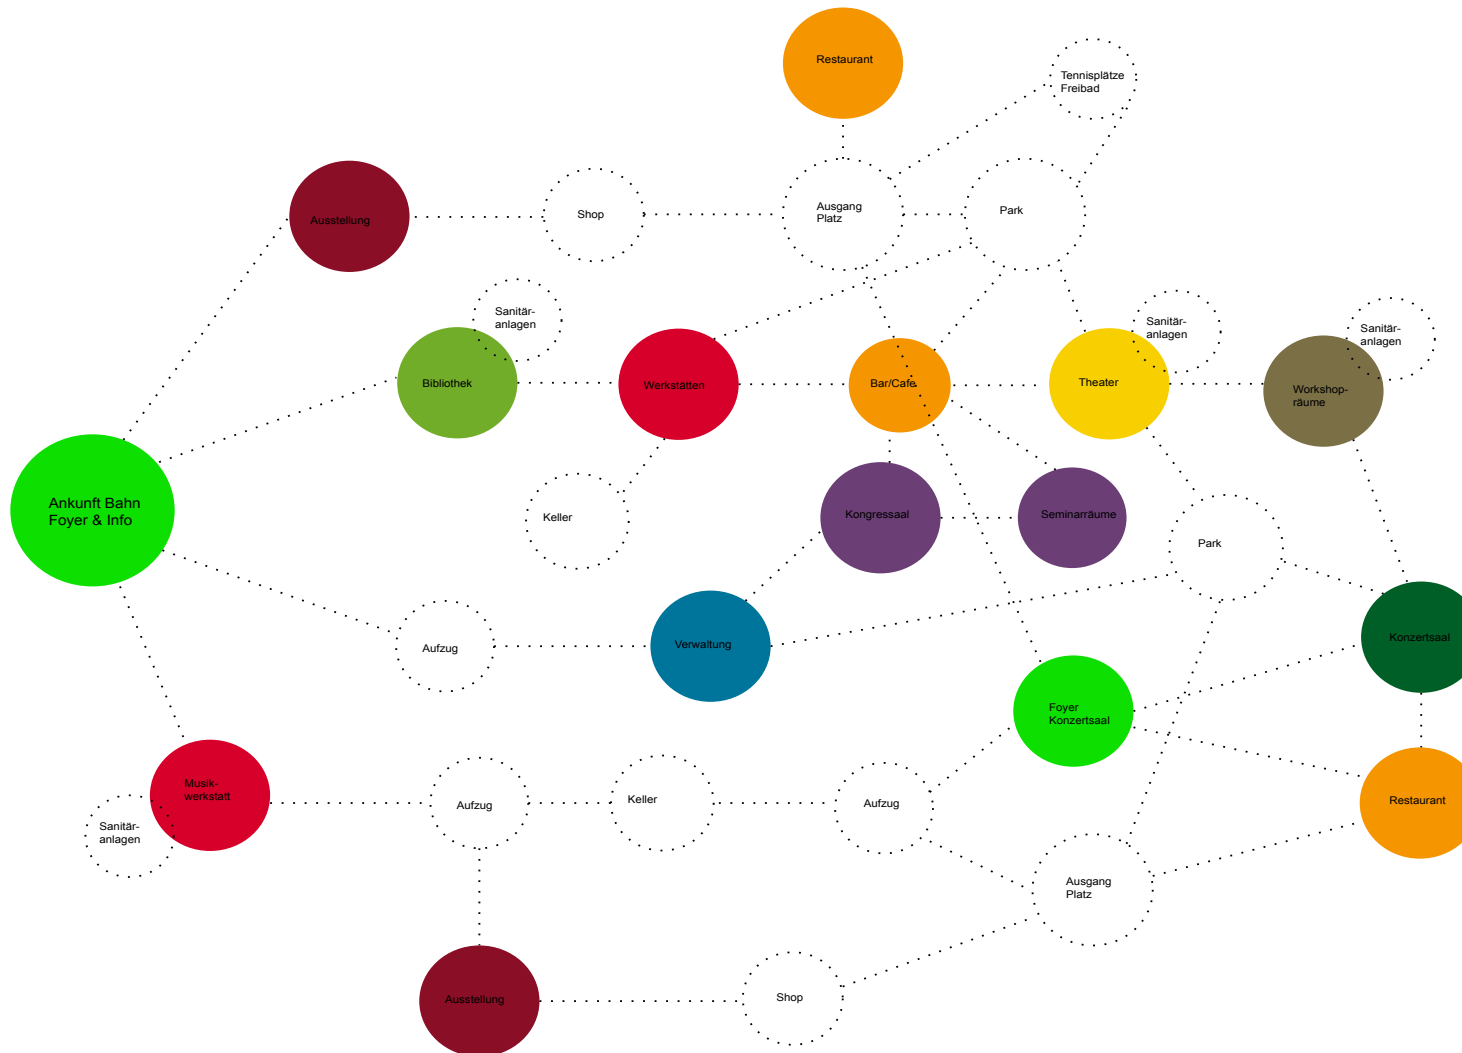 Restaurant
Tennisplätze
Freibad
Ausstellung
Shop
Ausgang
Platz
Park
Sanitär-
anlagen
Bibliothek
Werkstätten
Bar/Cafe
Sanitär-
anlagen
Theater
Sanitär-
anlagen
Workshop-
räume
Ankunft Bahn
Foyer & Info
Keller
Kongressaal
Seminarräume
Park
Aufzug
Verwaltung
Konzertsaal
Foyer
Konzertsaal
Musik-
werkstatt
Sanitär-
anlagen
Aufzug
Keller
Aufzug
Restaurant
Ausgang
Platz
Ausstellung
Shop